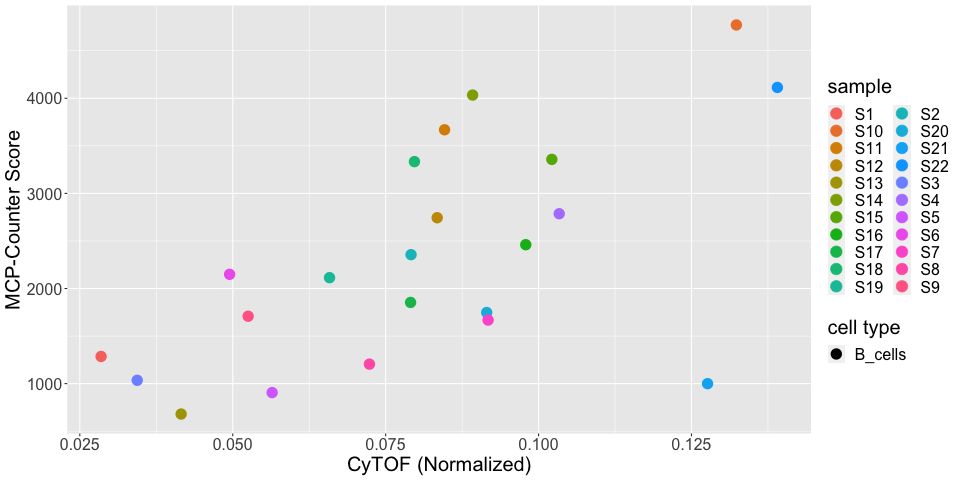 MCP-Counter Score
4000
3000
2000
1000
0.025 0.050 0.075 0.100 0.125
CyTOF (Normalized)
sample
S1 S2
S10 S20
S11 S21
S12 S22
S13 S3
S14 S4
S15 S5
S16 S6
S17 S7
S18 S8
S19 S9
cell type
B_cells